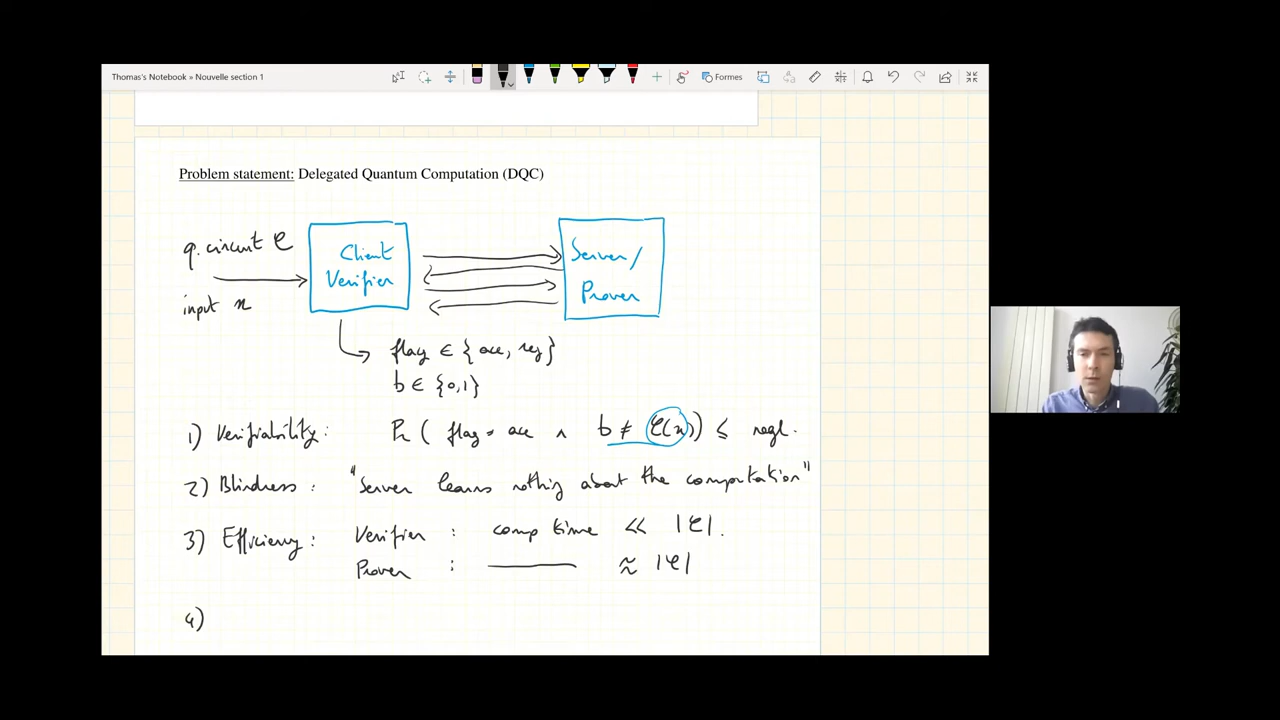 Thomas's Notebook » Nouvelle section 1
Formes
Problem statement: Delegated Quantum Computation (DQC)
q. circuit C
input x
Client
Verifier
Server/
Prover
flag ∈ {acc, rej}
b ∈ {0,1}
1) Verifiability: Pr ( flag = acc ∧ b ≠ C(x)) ≤ negl.
2) Blindness: "Server learns nothing about the computation"
3) Efficiency: Verifier : comp time ≪ |C|.
Prover : ——— ≈ |C|
4)